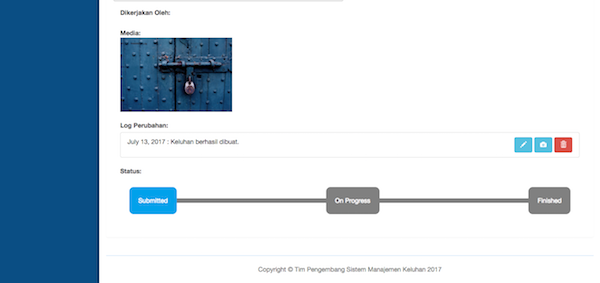 Dikerjakan Oleh:
Media:
Log Perubahan:
July 13, 2017 : Keluhan berhasil dibuat.
Status:
Submitted
On Progress
Finished
Copyright © Tim Pengembang Sistem Manajemen Keluhan 2017